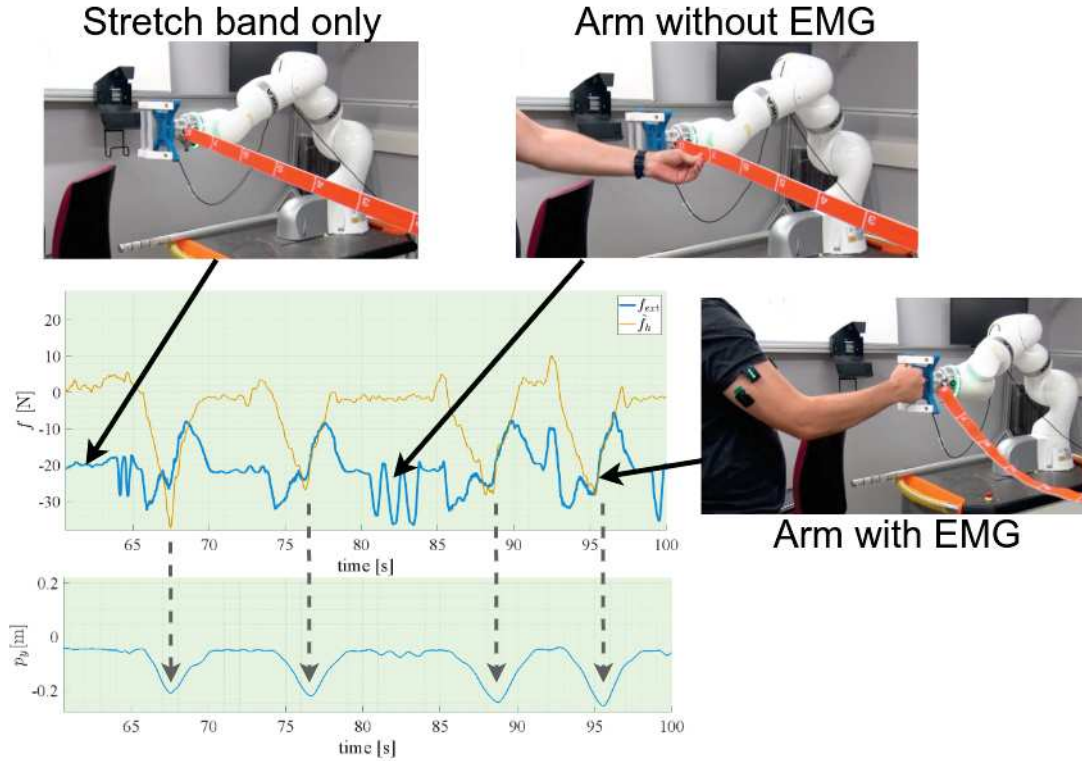 Stretch band only
Arm without EMG
f_ext
f̂_h
20
10
0
-10
-20
-30
f [N]
65 70 75 80 85 90 95 100
time [s]
Arm with EMG
0.2
0
-0.2
p_y [m]
65 70 75 80 85 90 95 100
time [s]